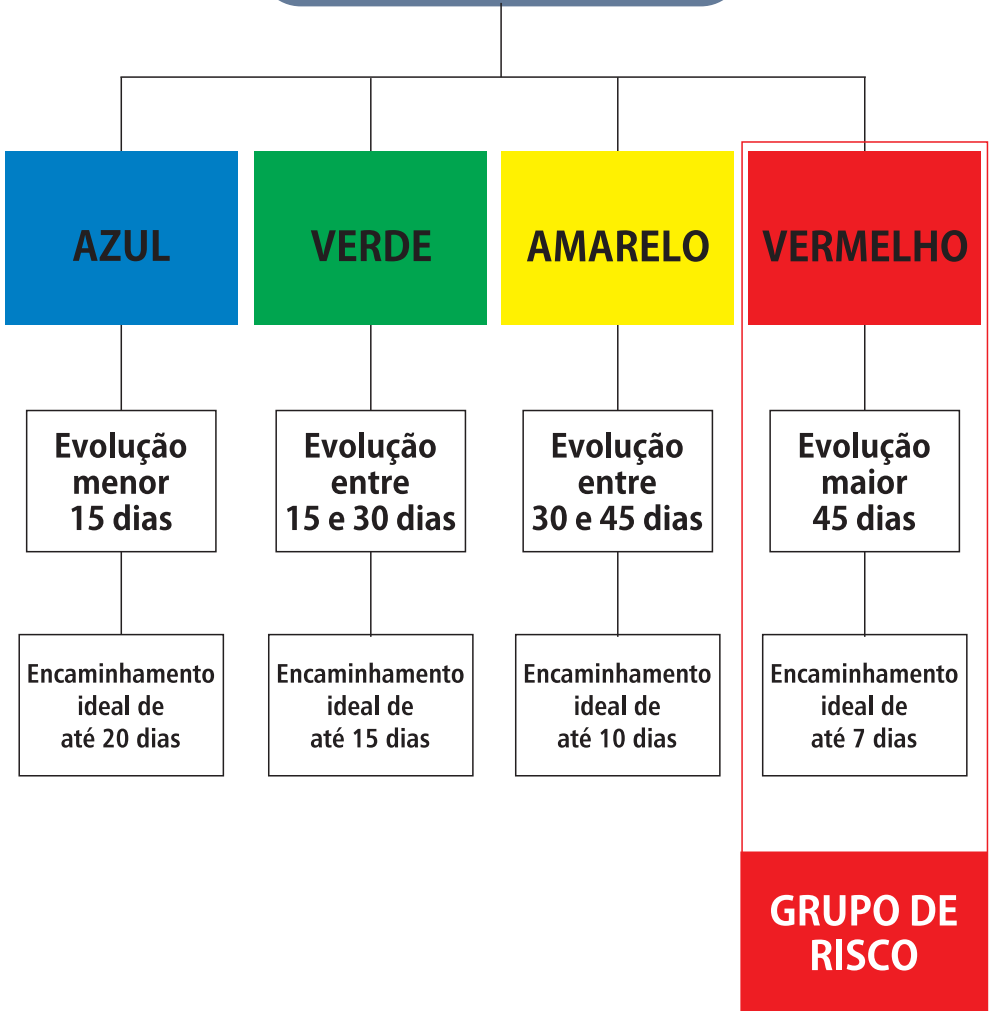 AZUL
VERDE
AMARELO
VERMELHO
Evolução
menor
15 dias
Evolução
entre
15 e 30 dias
Evolução
entre
30 e 45 dias
Evolução
maior
45 dias
Encaminhamento
ideal de
até 20 dias
Encaminhamento
ideal de
até 15 dias
Encaminhamento
ideal de
até 10 dias
Encaminhamento
ideal de
até 7 dias
GRUPO DE
RISCO